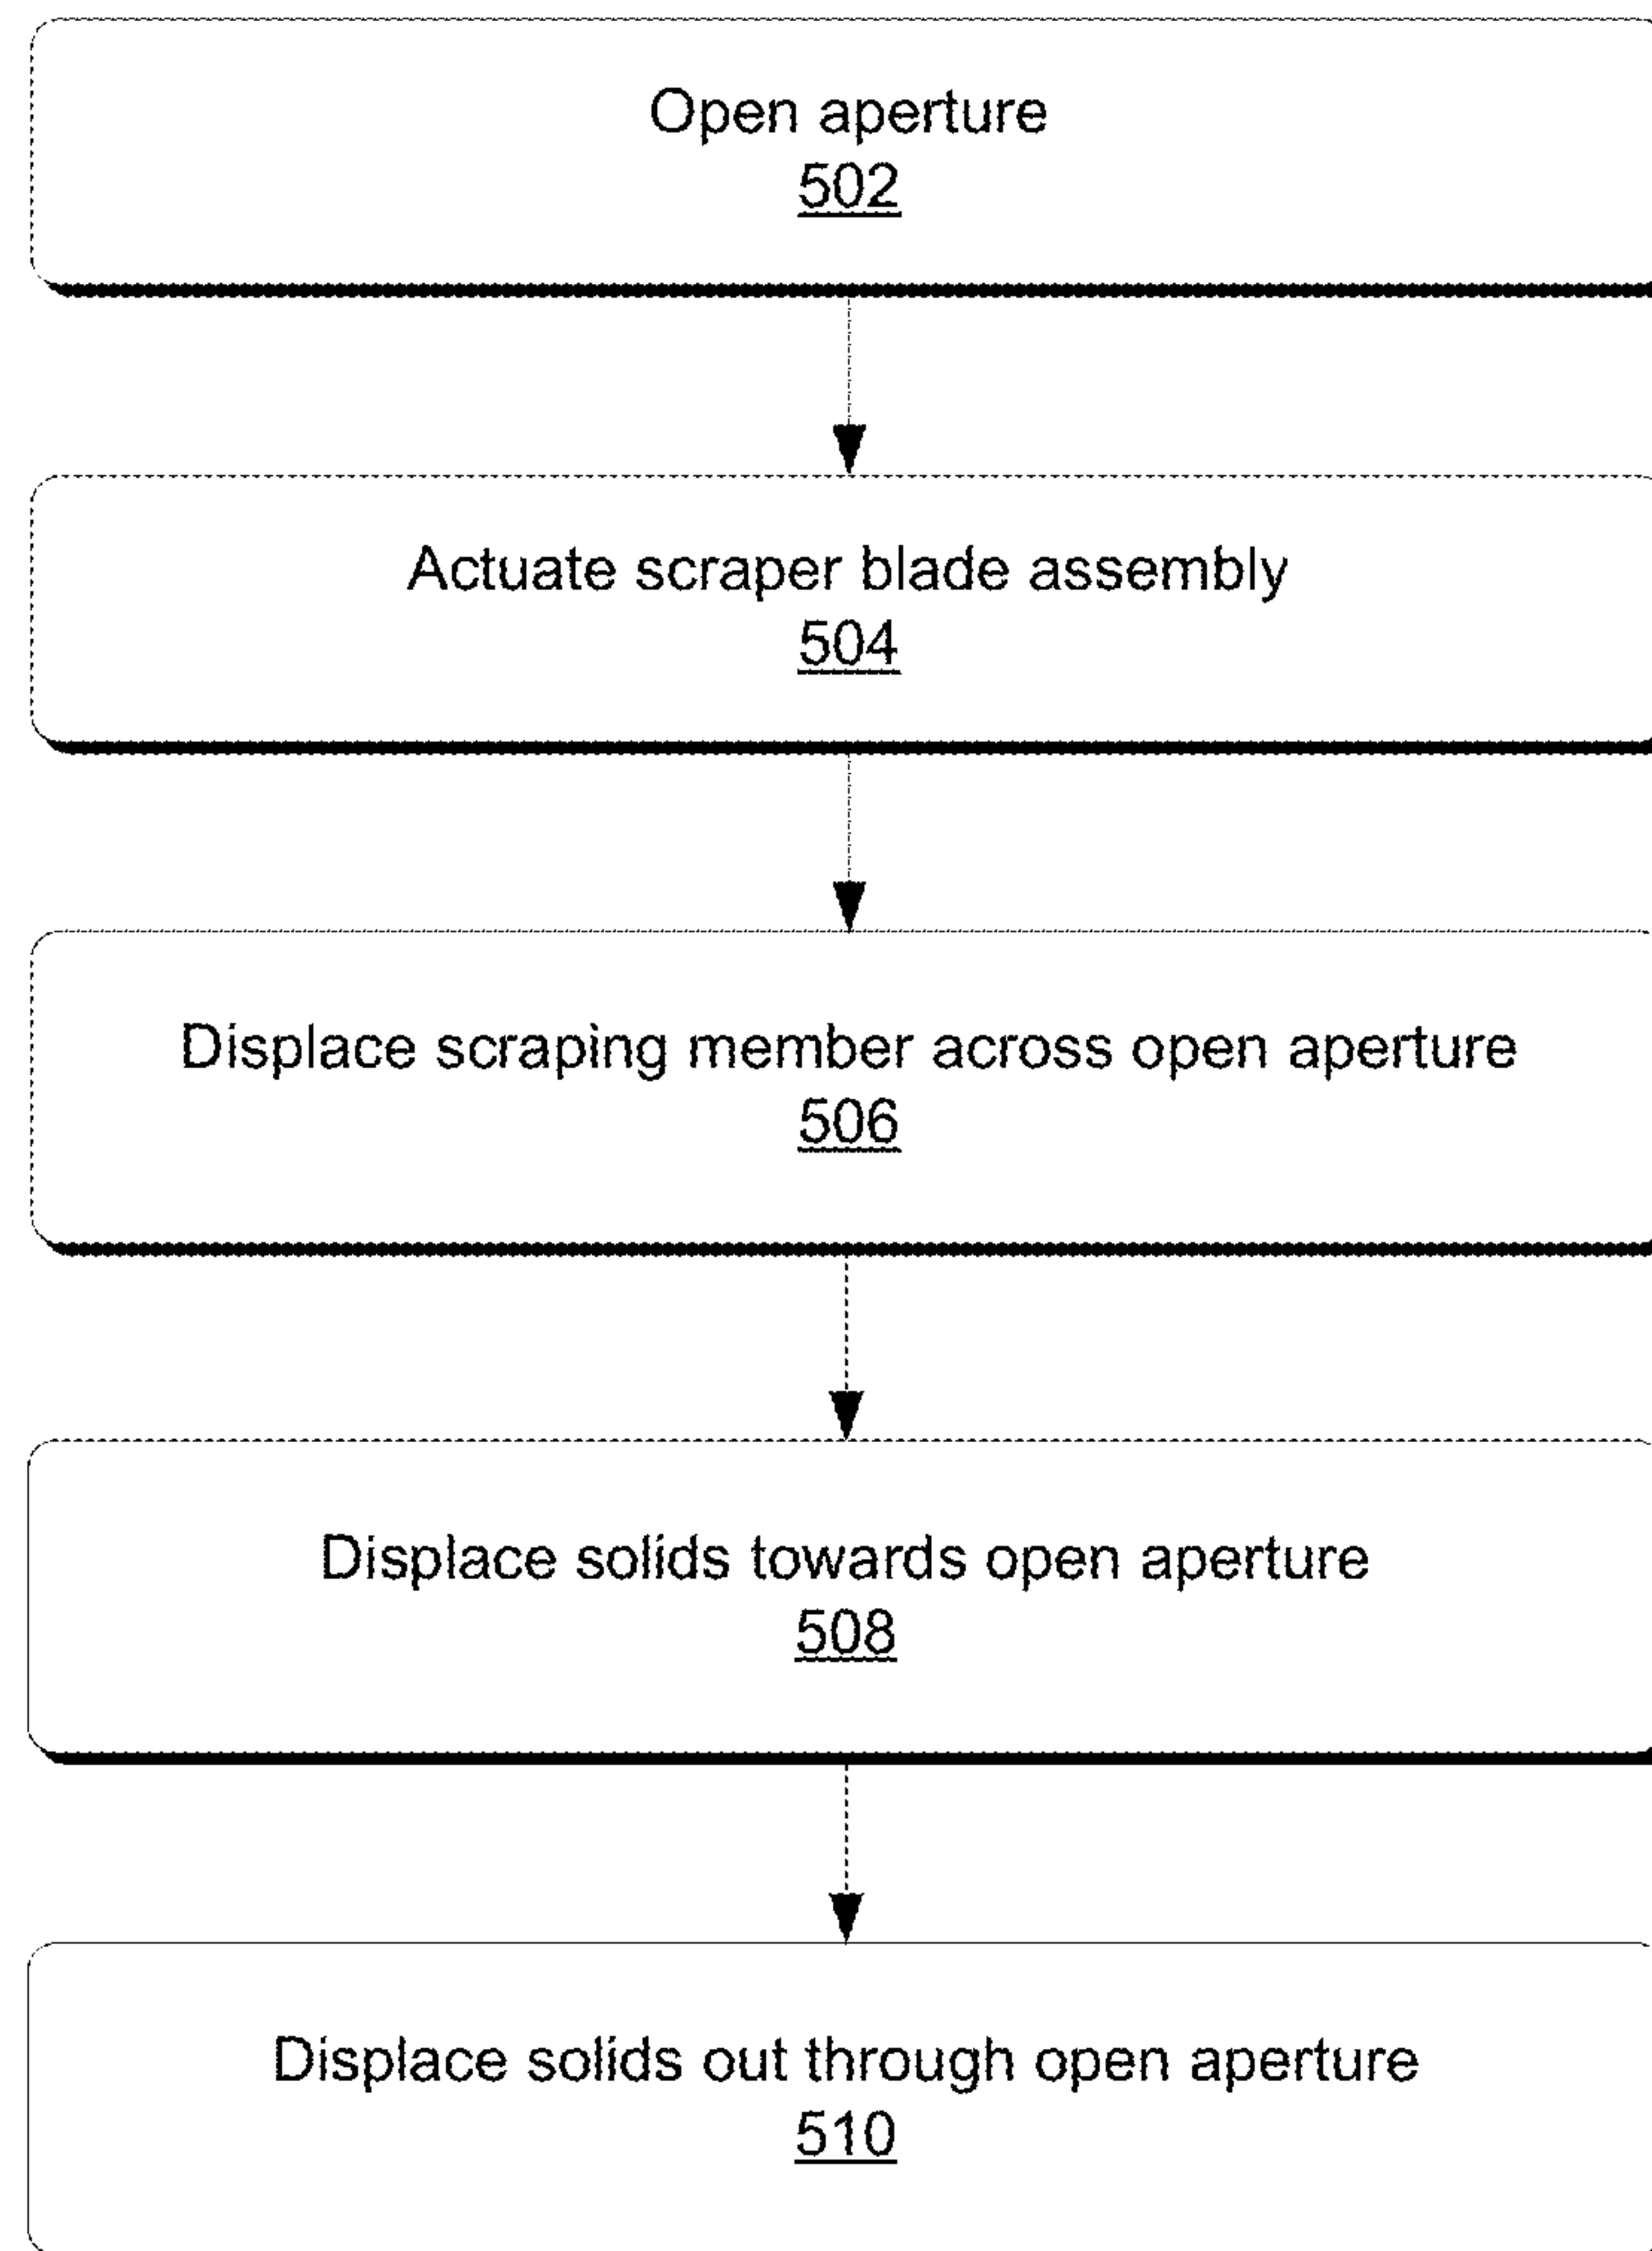 Open aperture
502
Actuate scraper blade assembly
504
Displace scraping member across open aperture
506
Displace solids towards open aperture
508
Displace solids out through open aperture
510